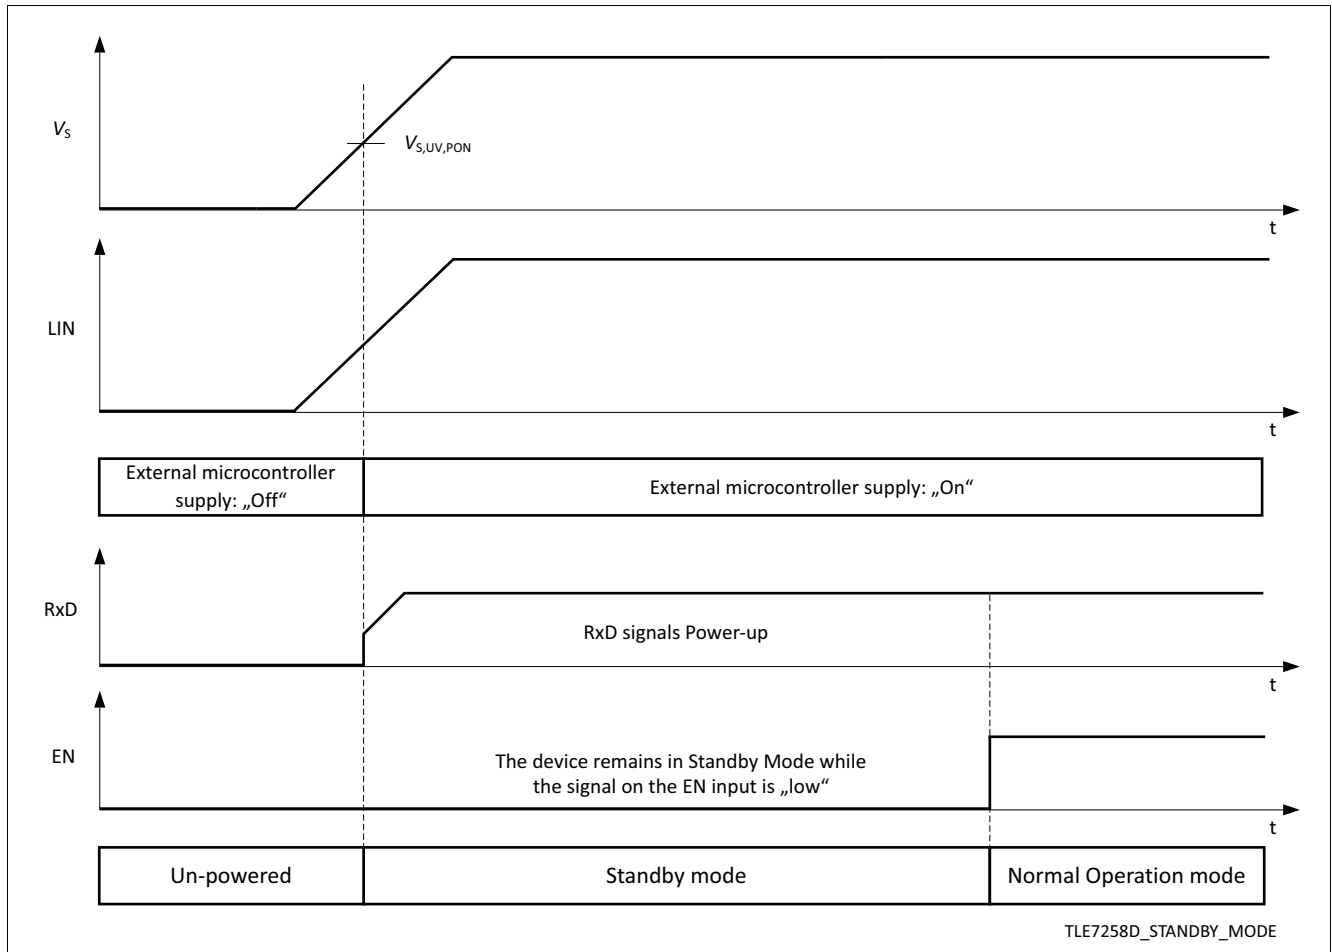 V_S
V_S,UV,PON
t
LIN
t
External microcontroller
supply: „Off“
External microcontroller supply: „On“
RxD
RxD signals Power-up
t
EN
The device remains in Standby Mode while
the signal on the EN input is „low“
t
Un-powered
Standby mode
Normal Operation mode
TLE7258D_STANDBY_MODE